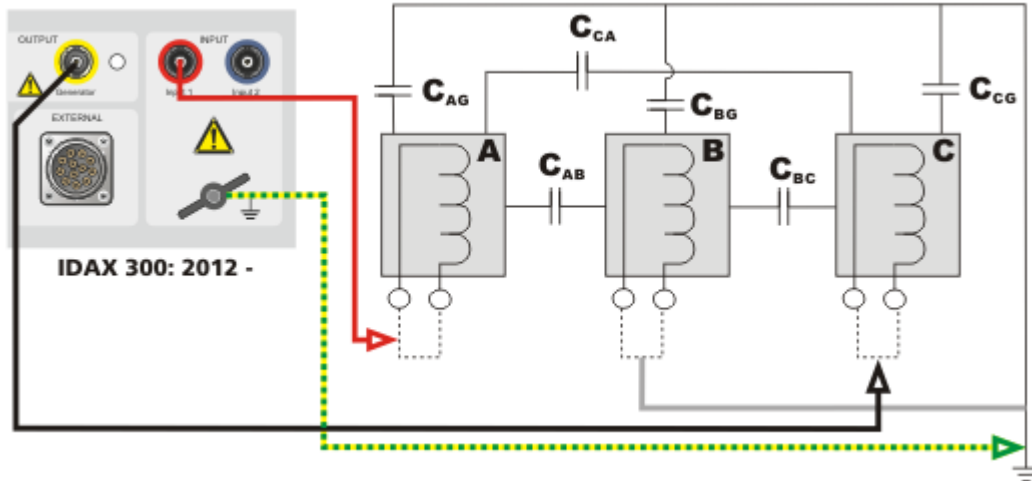 OUTPUT
INPUT
Generator
Input 1
Input 2
EXTERNAL
IDAX 300: 2012 -
C_CA
C_AG
C_BG
C_CG
A
B
C
C_AB
C_BC